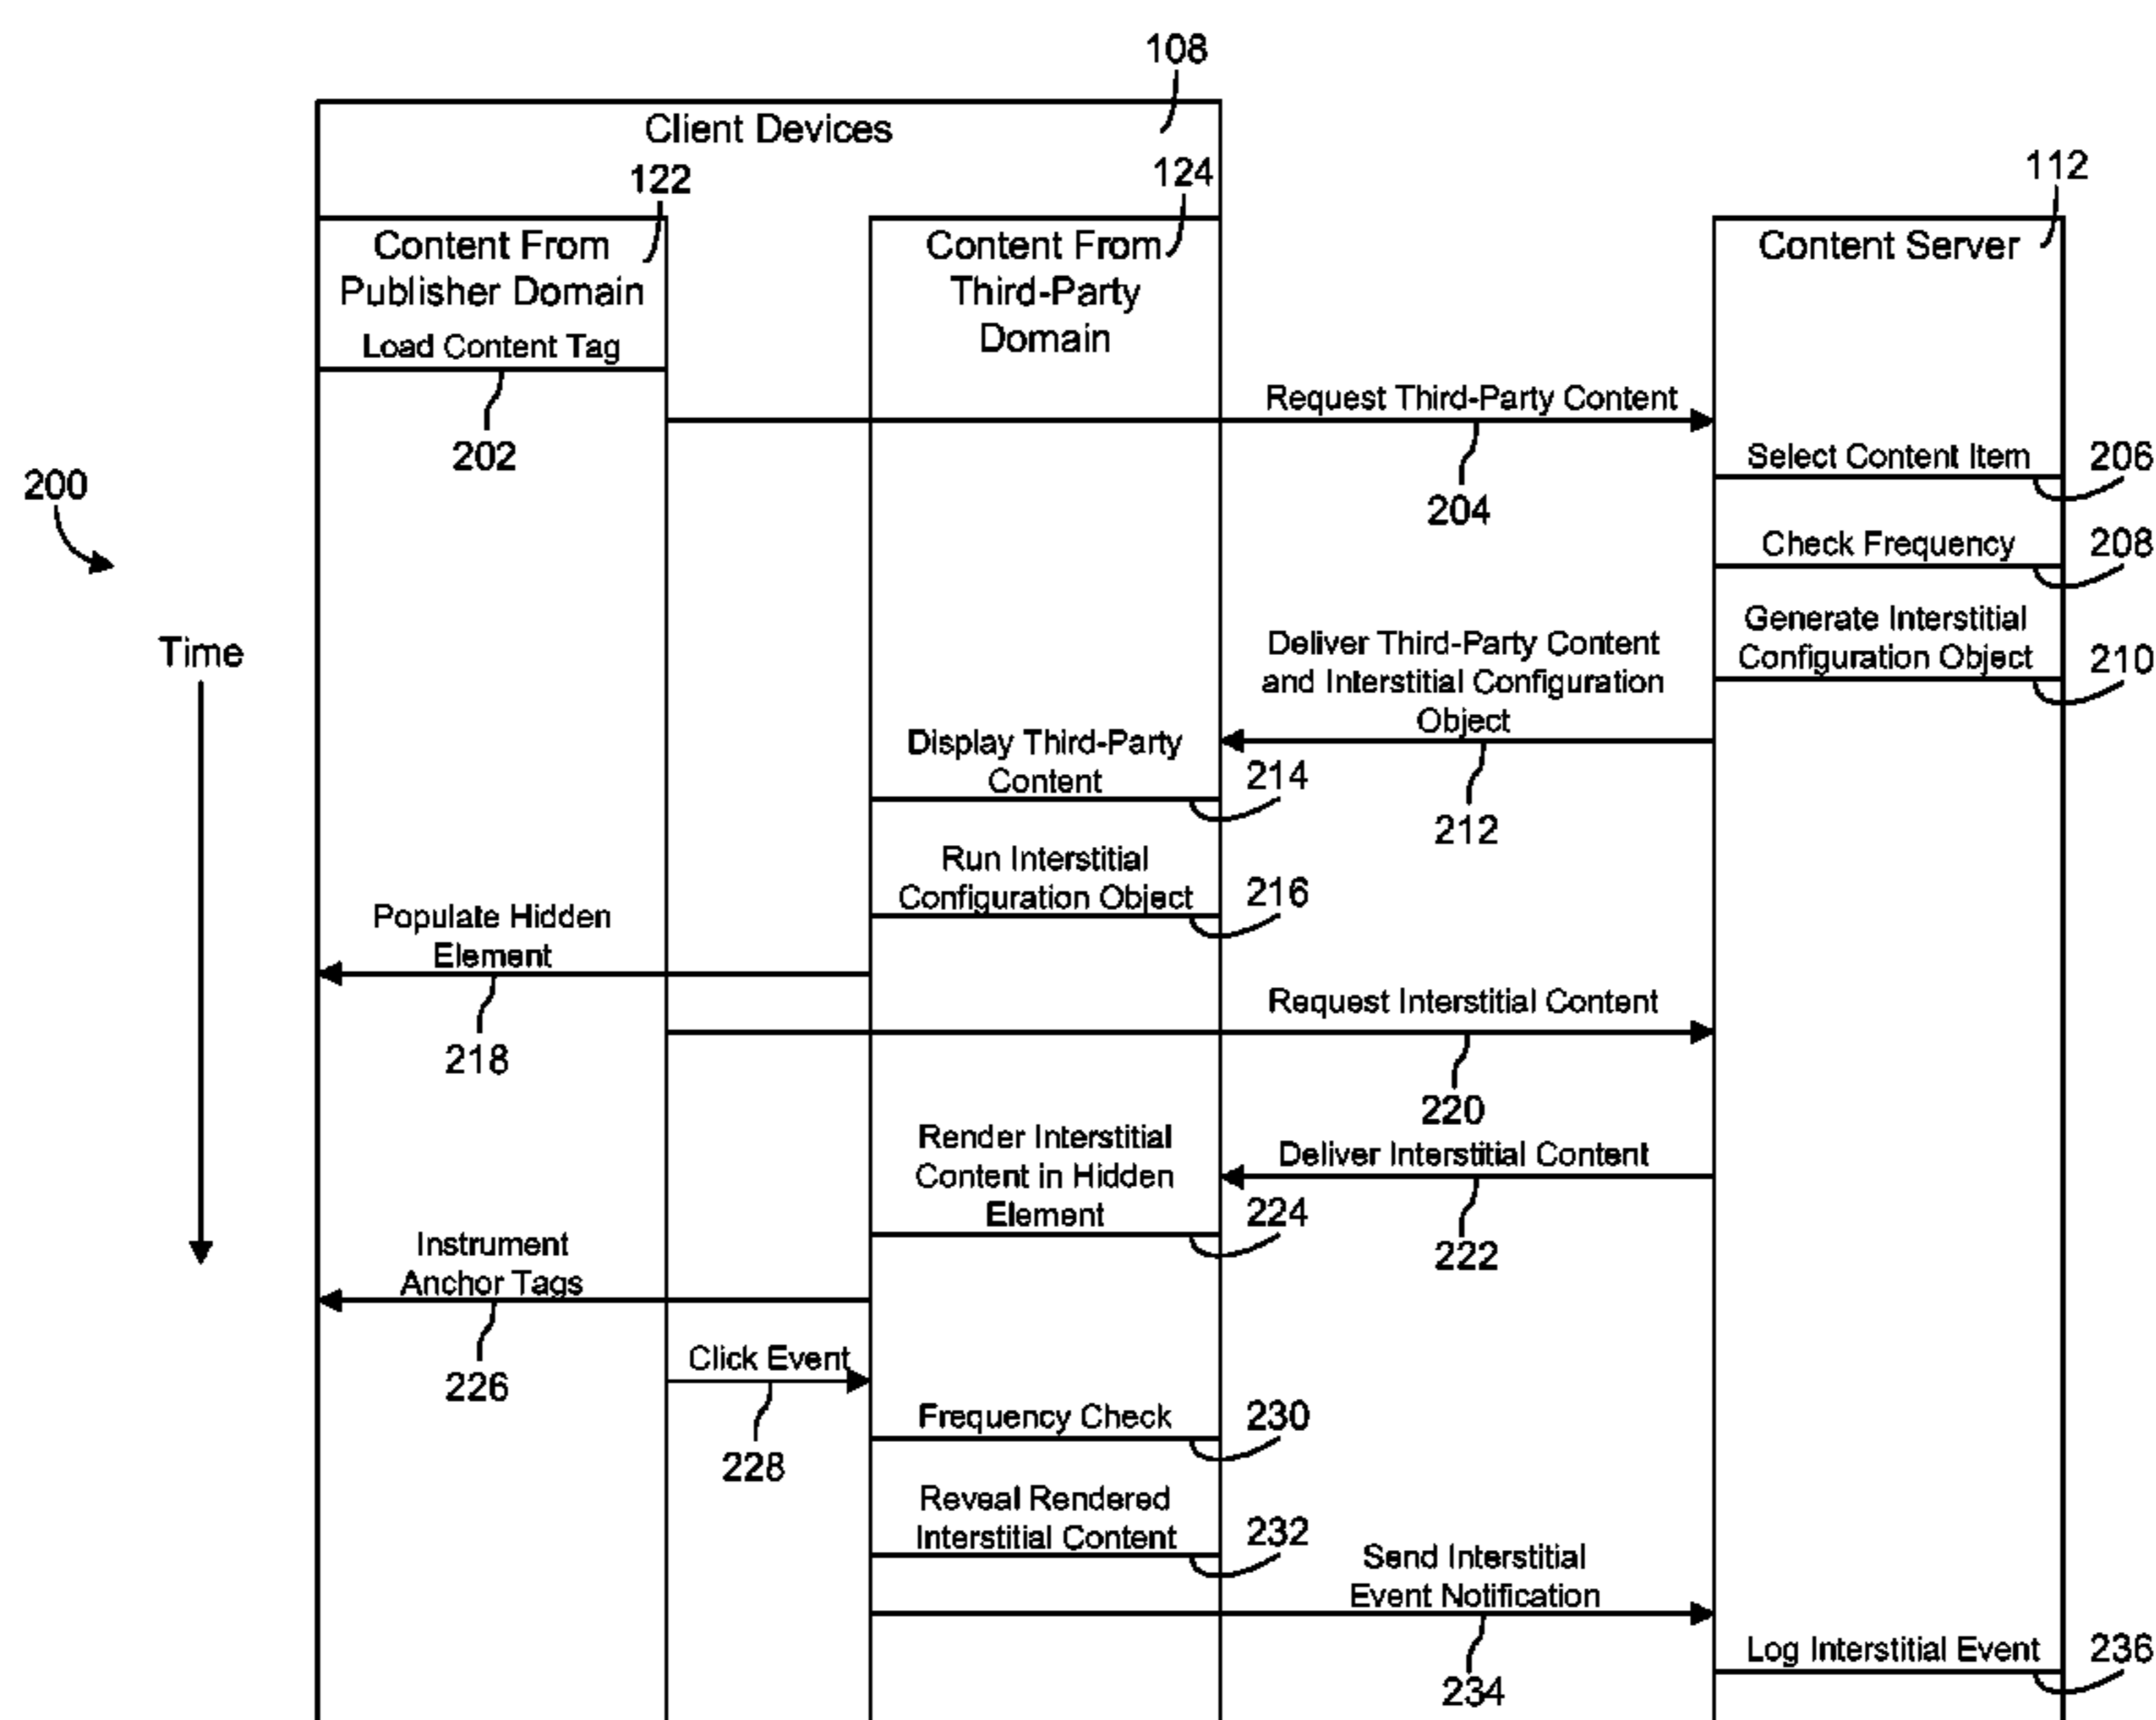 108
Client Devices
122
124
112
Content From
Publisher Domain
Content From
Third-Party
Domain
Content Server
Load Content Tag
202
Request Third-Party Content
204
Select Content Item
206
200
Check Frequency
208
Generate Interstitial
Configuration Object
210
Time
Deliver Third-Party Content
and Interstitial Configuration
Object
212
Display Third-Party
Content
214
Run Interstitial
Configuration Object
216
Populate Hidden
Element
218
Request Interstitial Content
220
Deliver Interstitial Content
222
Render Interstitial
Content in Hidden
Element
224
Instrument
Anchor Tags
226
Click Event
228
Frequency Check
230
Reveal Rendered
Interstitial Content
232
Send Interstitial
Event Notification
234
Log Interstitial Event
236